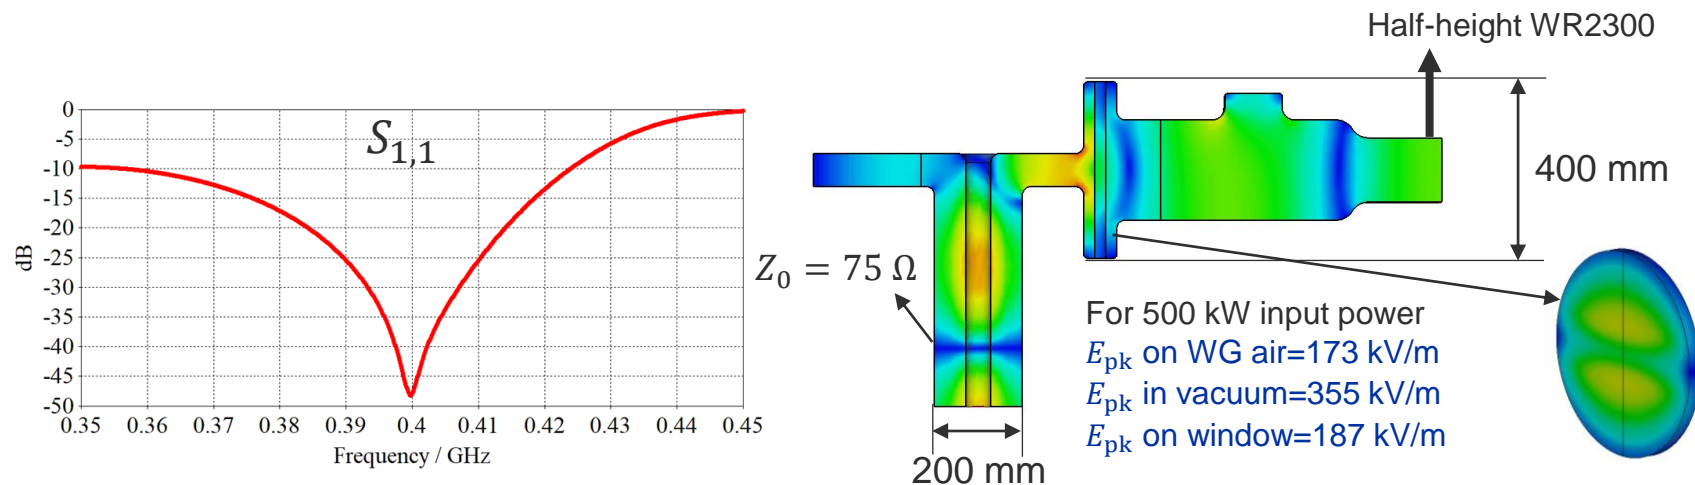 0
-5
-10
-15
-20
-25
-30
-35
-40
-45
-50
dB
S1,1
0.35 0.36 0.37 0.38 0.39 0.4 0.41 0.42 0.43 0.44 0.45
Frequency / GHz
Half-height WR2300
400 mm
Z0 = 75 Ω
200 mm
For 500 kW input power
Epk on WG air=173 kV/m
Epk in vacuum=355 kV/m
Epk on window=187 kV/m